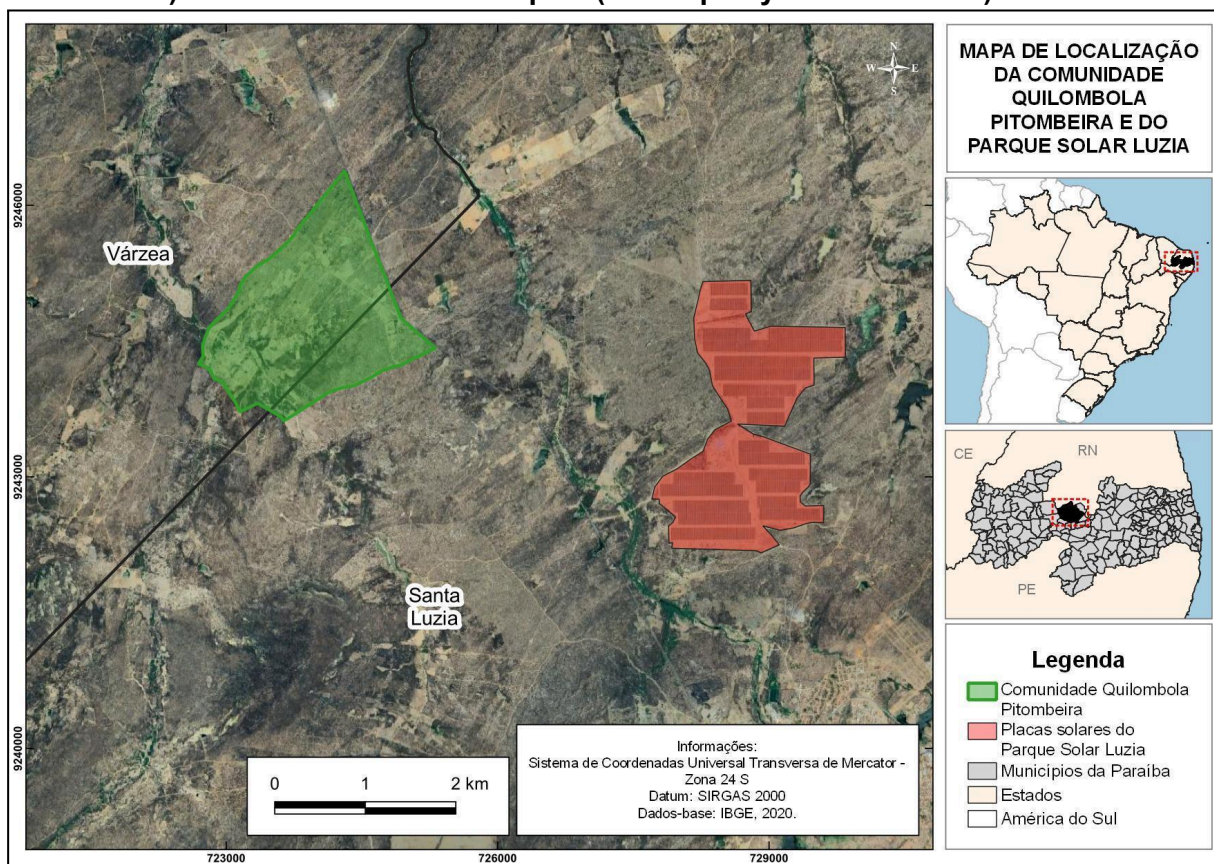 MAPA DE LOCALIZAÇÃO
DA COMUNIDADE
QUILOMBOLA
PITOMBEIRA E DO
PARQUE SOLAR LUZIA
N
W E
S
9246000
9243000
9240000
Várzea
Santa
Luzia
CE
RN
PE
Legenda
Comunidade Quilombola
Pitombeira
Placas solares do
Parque Solar Luzia
Municípios da Paraíba
Estados
América do Sul
0 1 2 km
Informações:
Sistema de Coordenadas Universal Transversa de Mercator -
Zona 24 S
Datum: SIRGAS 2000
Dados-base: IBGE, 2020.
723000
726000
729000